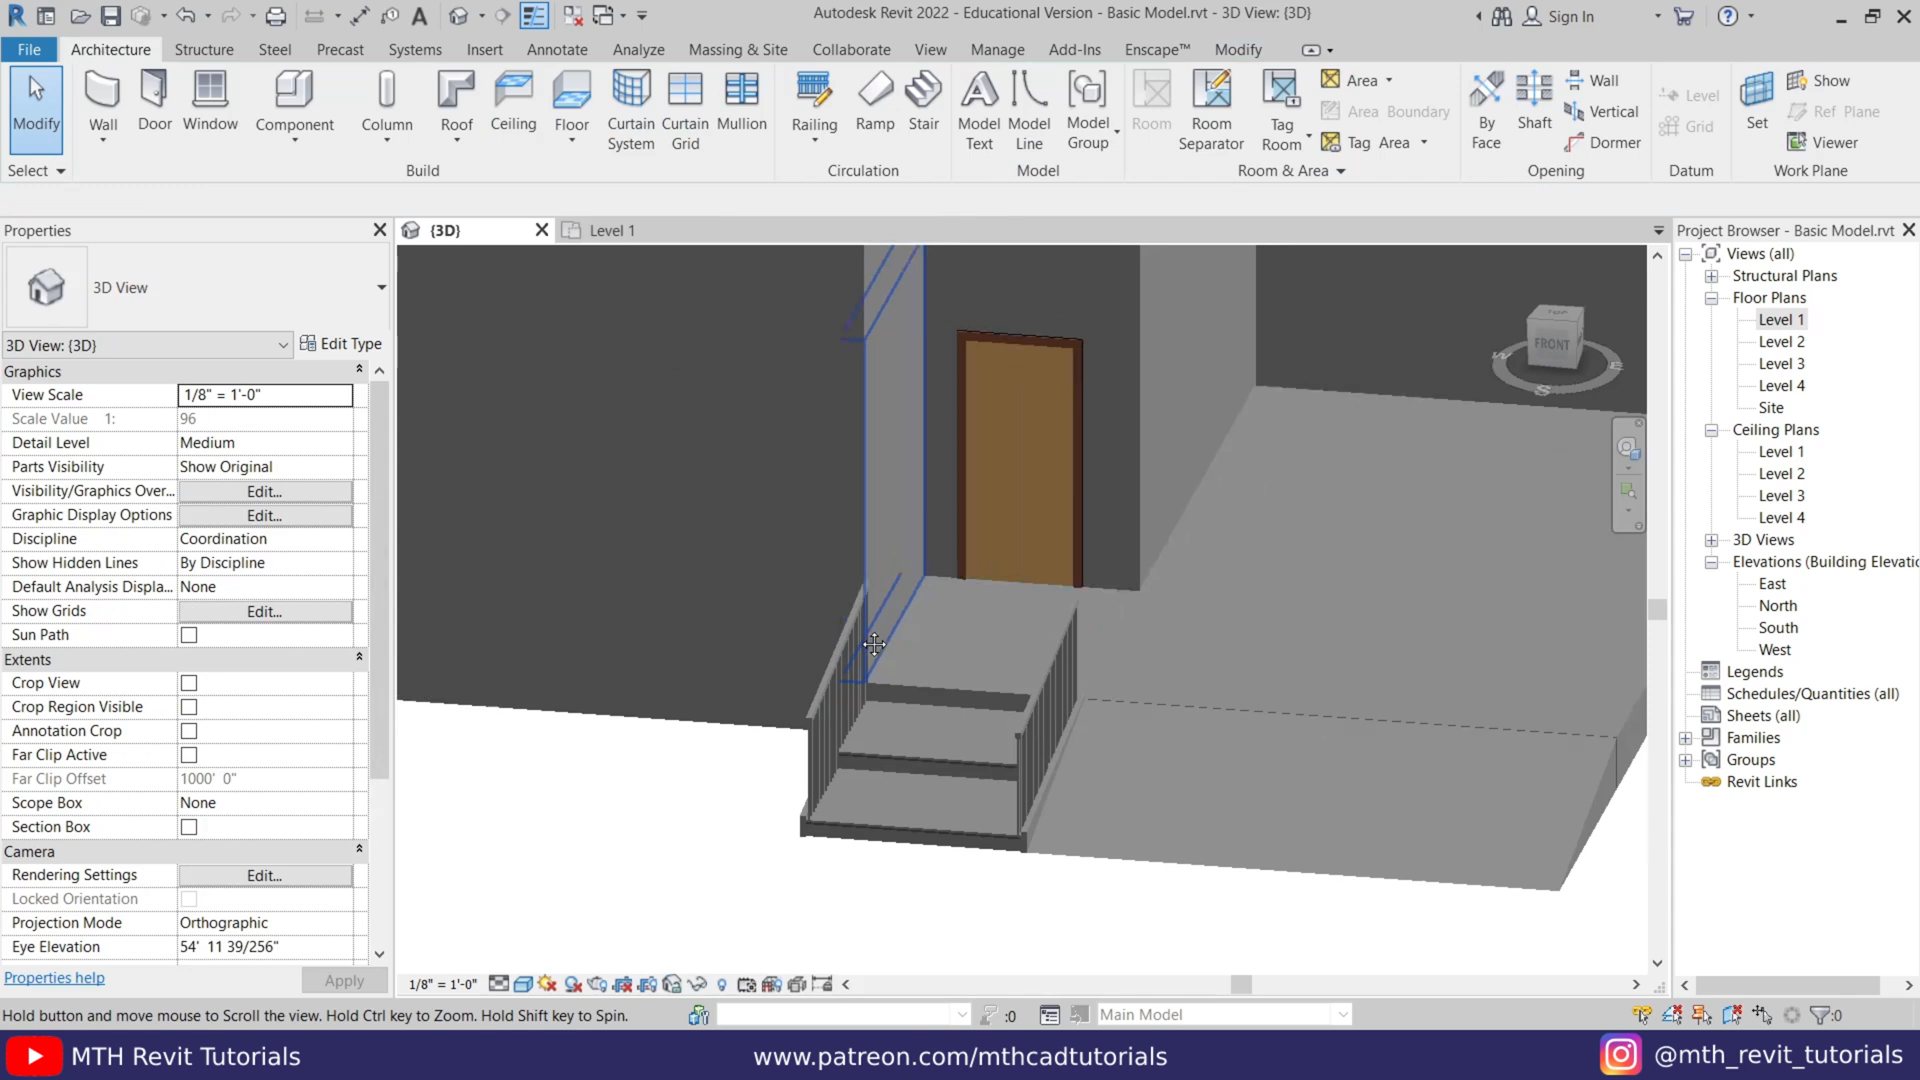 Autodesk Revit 2022 - Educational Version - Basic Model.rvt - 3D View: {3D}
Sign In
File Architecture Structure Steel Precast Systems Insert Annotate Analyze Massing & Site Collaborate View Manage Add-Ins Enscape™ Modify
Modify Wall Door Window Component Column Roof Ceiling Floor Curtain System Curtain Grid Mullion Railing Ramp Stair Model Text Model Line Model Group Room Room Separator Tag Room Area Area Boundary Tag Area By Face Shaft Wall Vertical Dormer Level Grid Set Show Ref Plane Viewer
Select Build Circulation Model Room & Area Opening Datum Work Plane
Properties
3D View
3D View: {3D} Edit Type
Graphics
View Scale 1/8" = 1'-0"
Scale Value 1: 96
Detail Level Medium
Parts Visibility Show Original
Visibility/Graphics Over... Edit...
Graphic Display Options Edit...
Discipline Coordination
Show Hidden Lines By Discipline
Default Analysis Displa... None
Show Grids Edit...
Sun Path
Extents
Crop View
Crop Region Visible
Annotation Crop
Far Clip Active
Far Clip Offset 1000' 0"
Scope Box None
Section Box
Camera
Rendering Settings Edit...
Locked Orientation
Projection Mode Orthographic
Eye Elevation 54' 11 39/256"
Properties help Apply
{3D} Level 1
TOP
FRONT
W
S
E
Project Browser - Basic Model.rvt
Views (all)
Structural Plans
Floor Plans
Level 1
Level 2
Level 3
Level 4
Site
Ceiling Plans
Level 1
Level 2
Level 3
Level 4
3D Views
Elevations (Building Elevatio
East
North
South
West
Legends
Schedules/Quantities (all)
Sheets (all)
Families
Groups
Revit Links
1/8" = 1'-0"
Hold button and move mouse to Scroll the view. Hold Ctrl key to Zoom. Hold Shift key to Spin.
:0 Main Model :0
MTH Revit Tutorials www.patreon.com/mthcadtutorials @mth_revit_tutorials